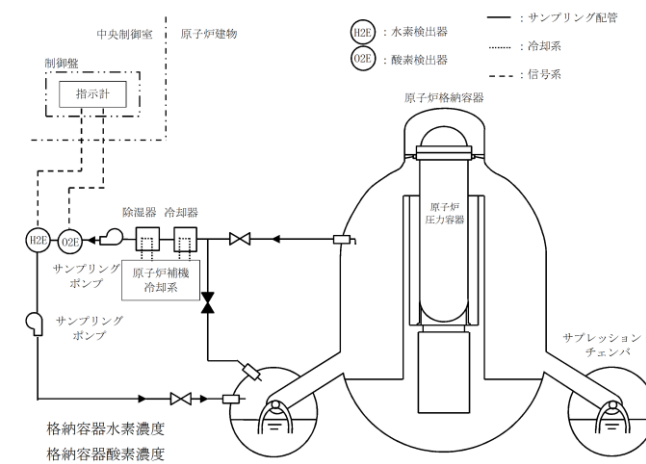 中央制御室
原子炉建物
制御盤
指示計
H2E
:水素検出器
O2E
:酸素検出器
:サンプリング配管
:冷却系
:信号系
原子炉格納容器
原子炉
圧力容器
除湿器
冷却器
H2E
O2E
サンプリング
ポンプ
原子炉補機
冷却系
サンプリング
ポンプ
サプレッション
チェンバ
格納容器水素濃度
格納容器酸素濃度